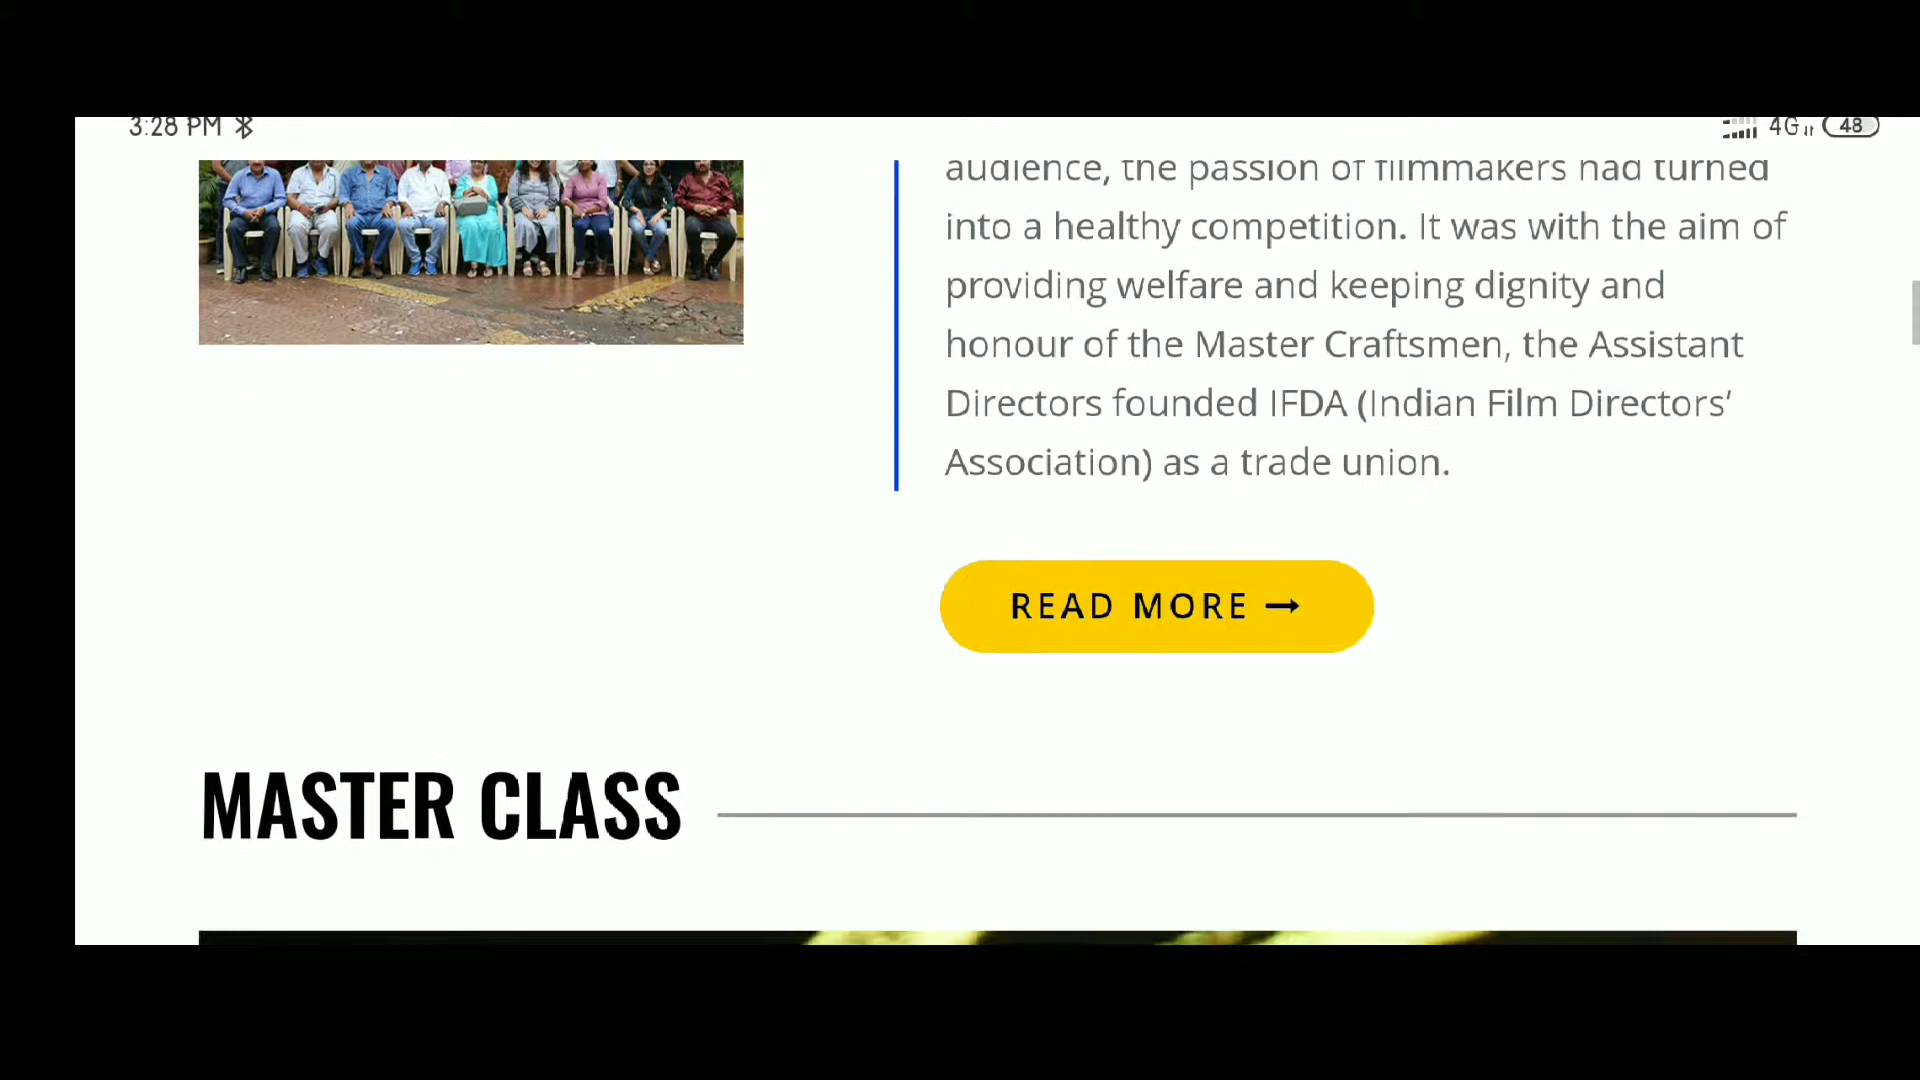 3:28 PM
4G 48
audience, the passion of filmmakers had turned
into a healthy competition. It was with the aim of
providing welfare and keeping dignity and
honour of the Master Craftsmen, the Assistant
Directors founded IFDA (Indian Film Directors’
Association) as a trade union.
READ MORE →
MASTER CLASS